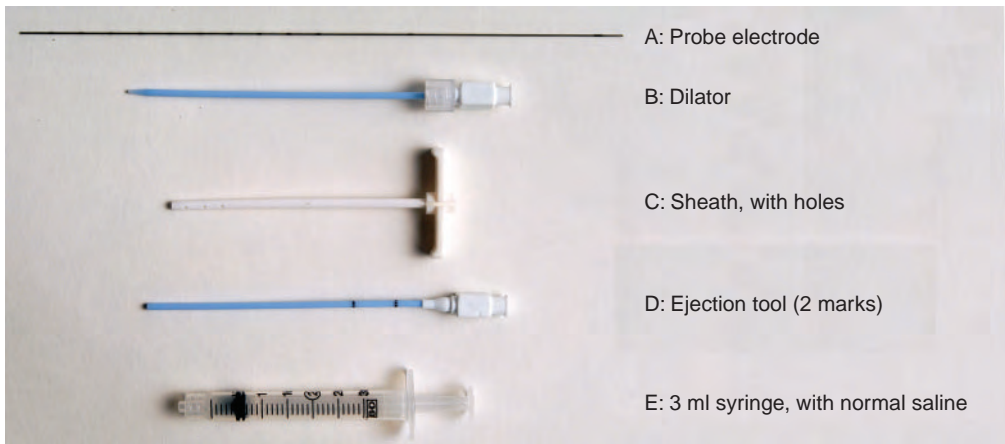 A: Probe electrode
B: Dilator
C: Sheath, with holes
D: Ejection tool (2 marks)
E: 3 ml syringe, with normal saline